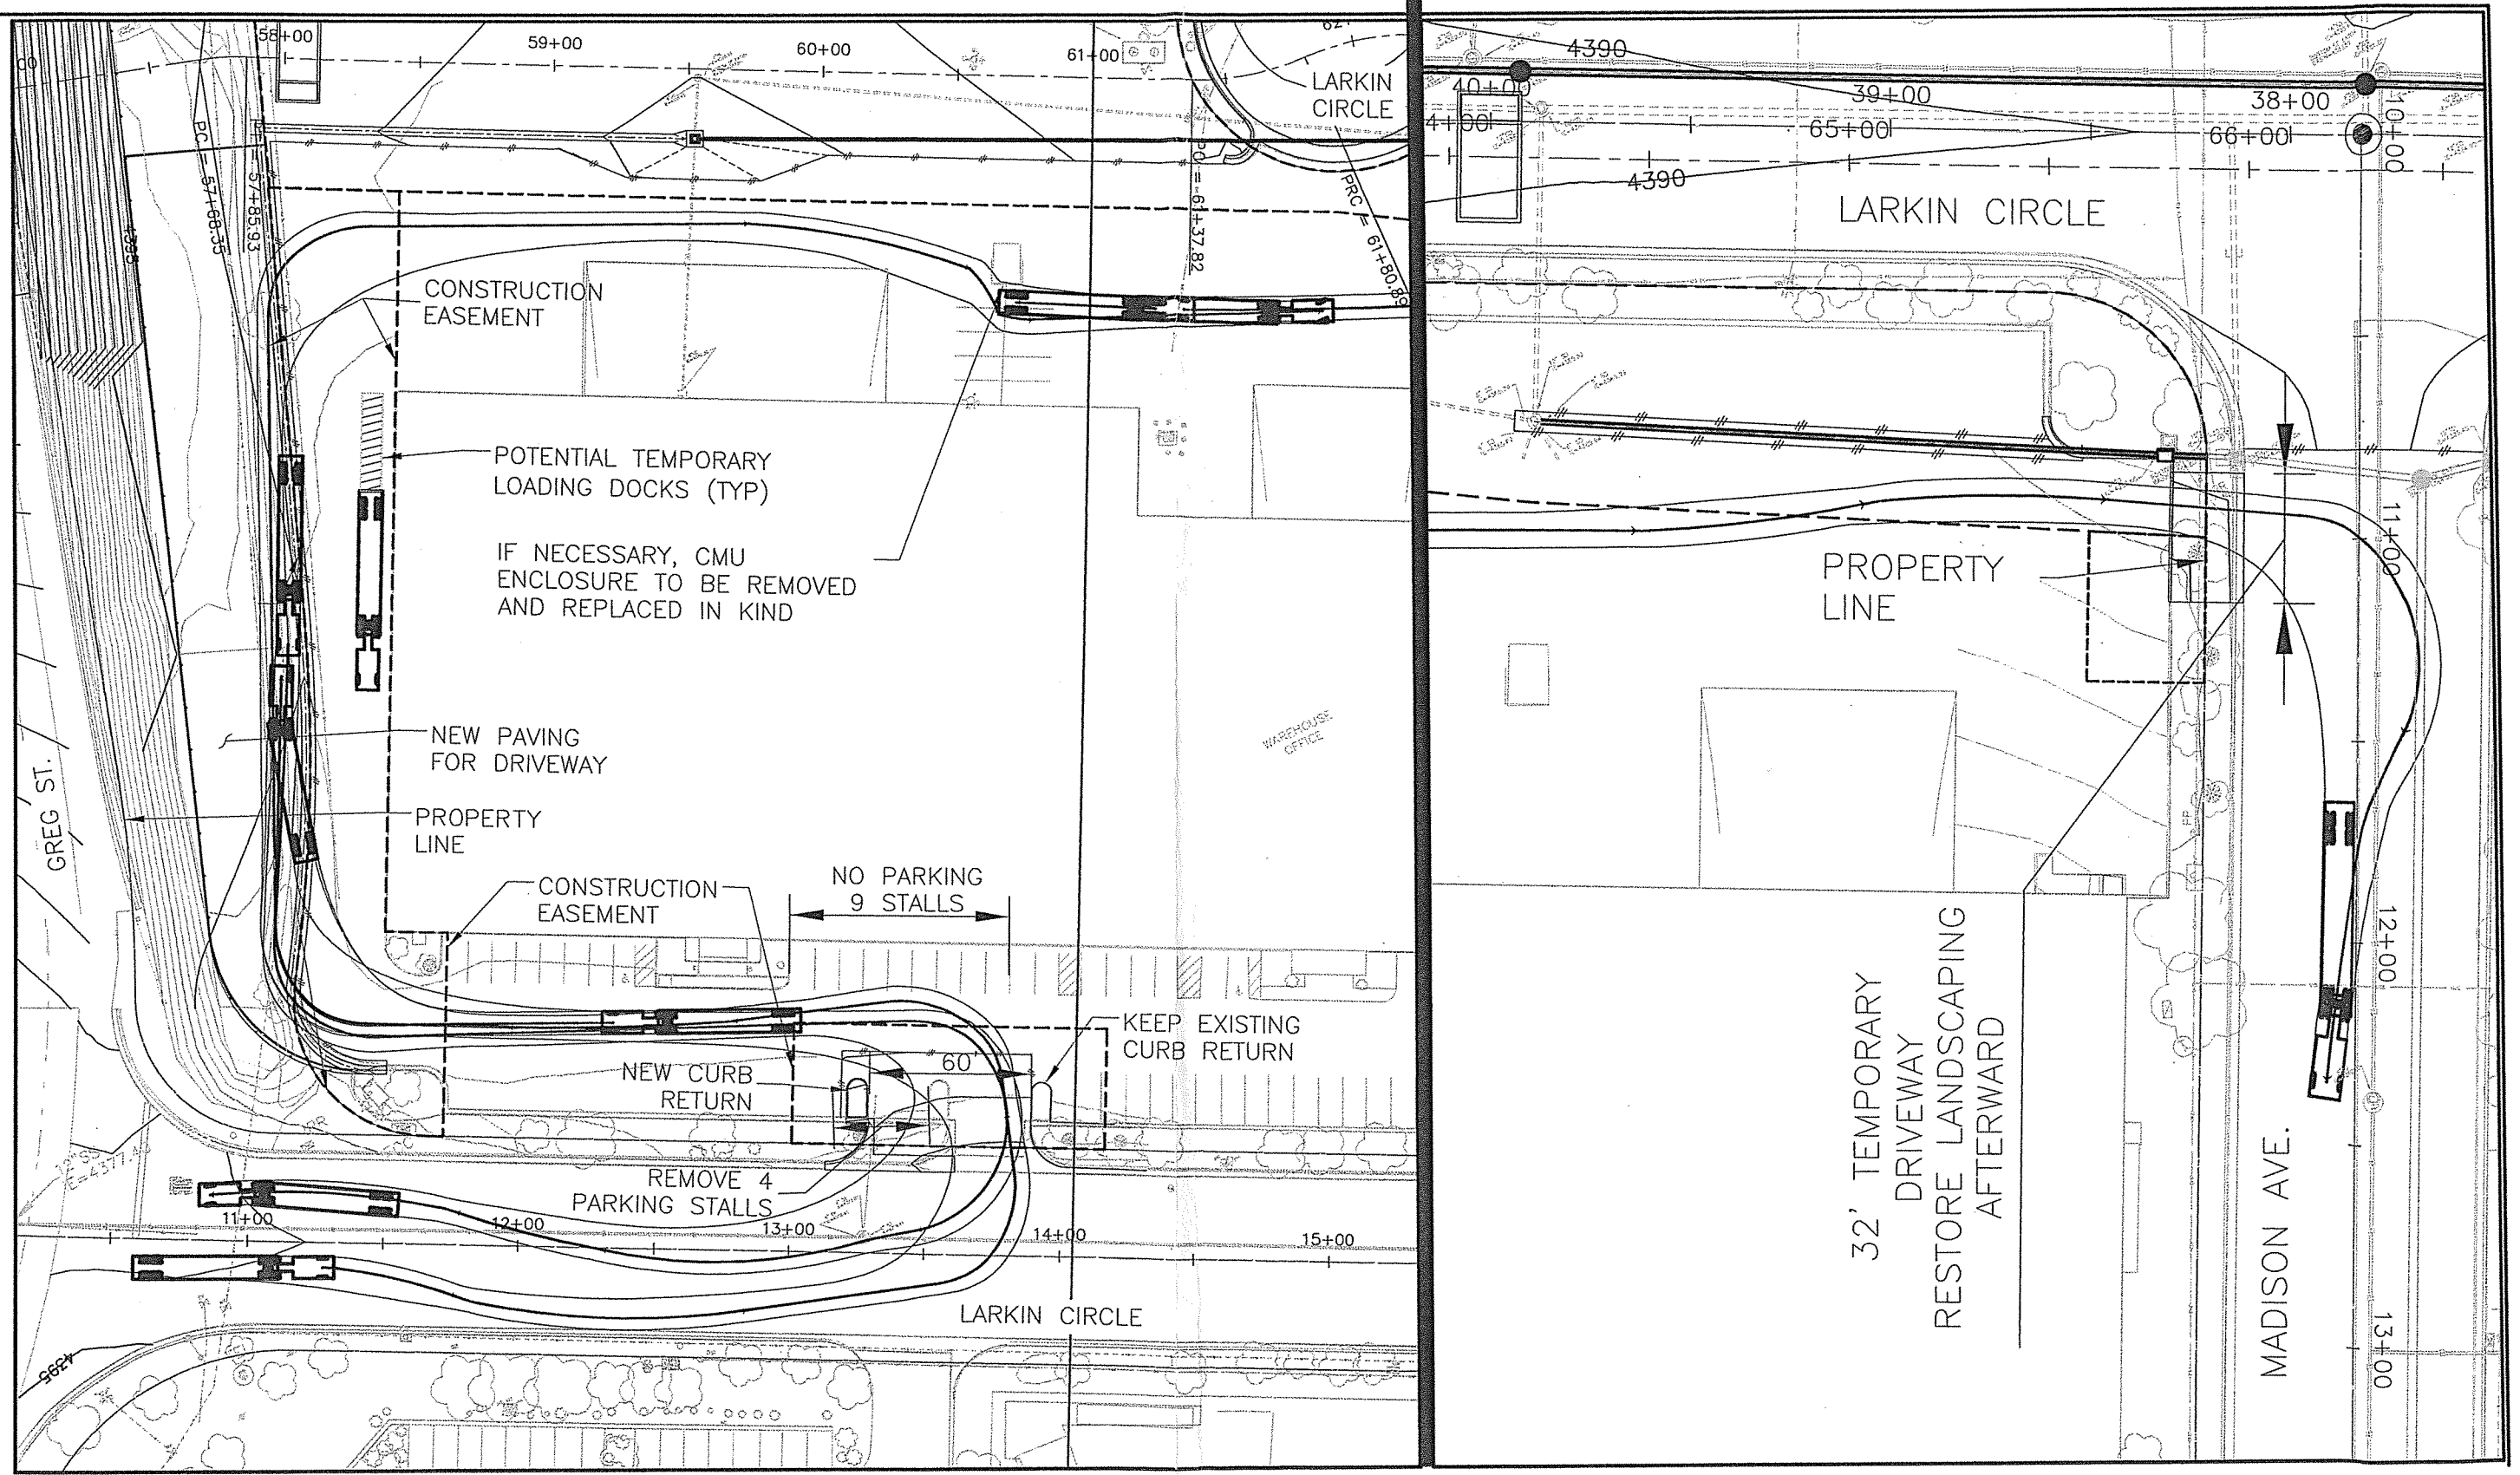 58+00
59+00
60+00
61+00
LARKIN
CIRCLE
PC = 57+68.35
57+85.93
61+37.82
PRC = 61+80.89
4395
CONSTRUCTION
EASEMENT
POTENTIAL TEMPORARY
LOADING DOCKS (TYP)
IF NECESSARY, CMU
ENCLOSURE TO BE REMOVED
AND REPLACED IN KIND
WAREHOUSE
OFFICE
NEW PAVING
FOR DRIVEWAY
GREG ST.
PROPERTY
LINE
CONSTRUCTION
EASEMENT
NO PARKING
9 STALLS
KEEP EXISTING
CURB RETURN
60'
NEW CURB
RETURN
REMOVE 4
PARKING STALLS
11+00
12+00
13+00
14+00
15+00
LARKIN CIRCLE
4395
4390
40+00
39+00
38+00
4+00
65+00
66+00
10+00
4390
LARKIN CIRCLE
11+00
PROPERTY
LINE
FP
12+00
32' TEMPORARY
DRIVEWAY
RESTORE LANDSCAPING
AFTERWARD
MADISON AVE.
13+00